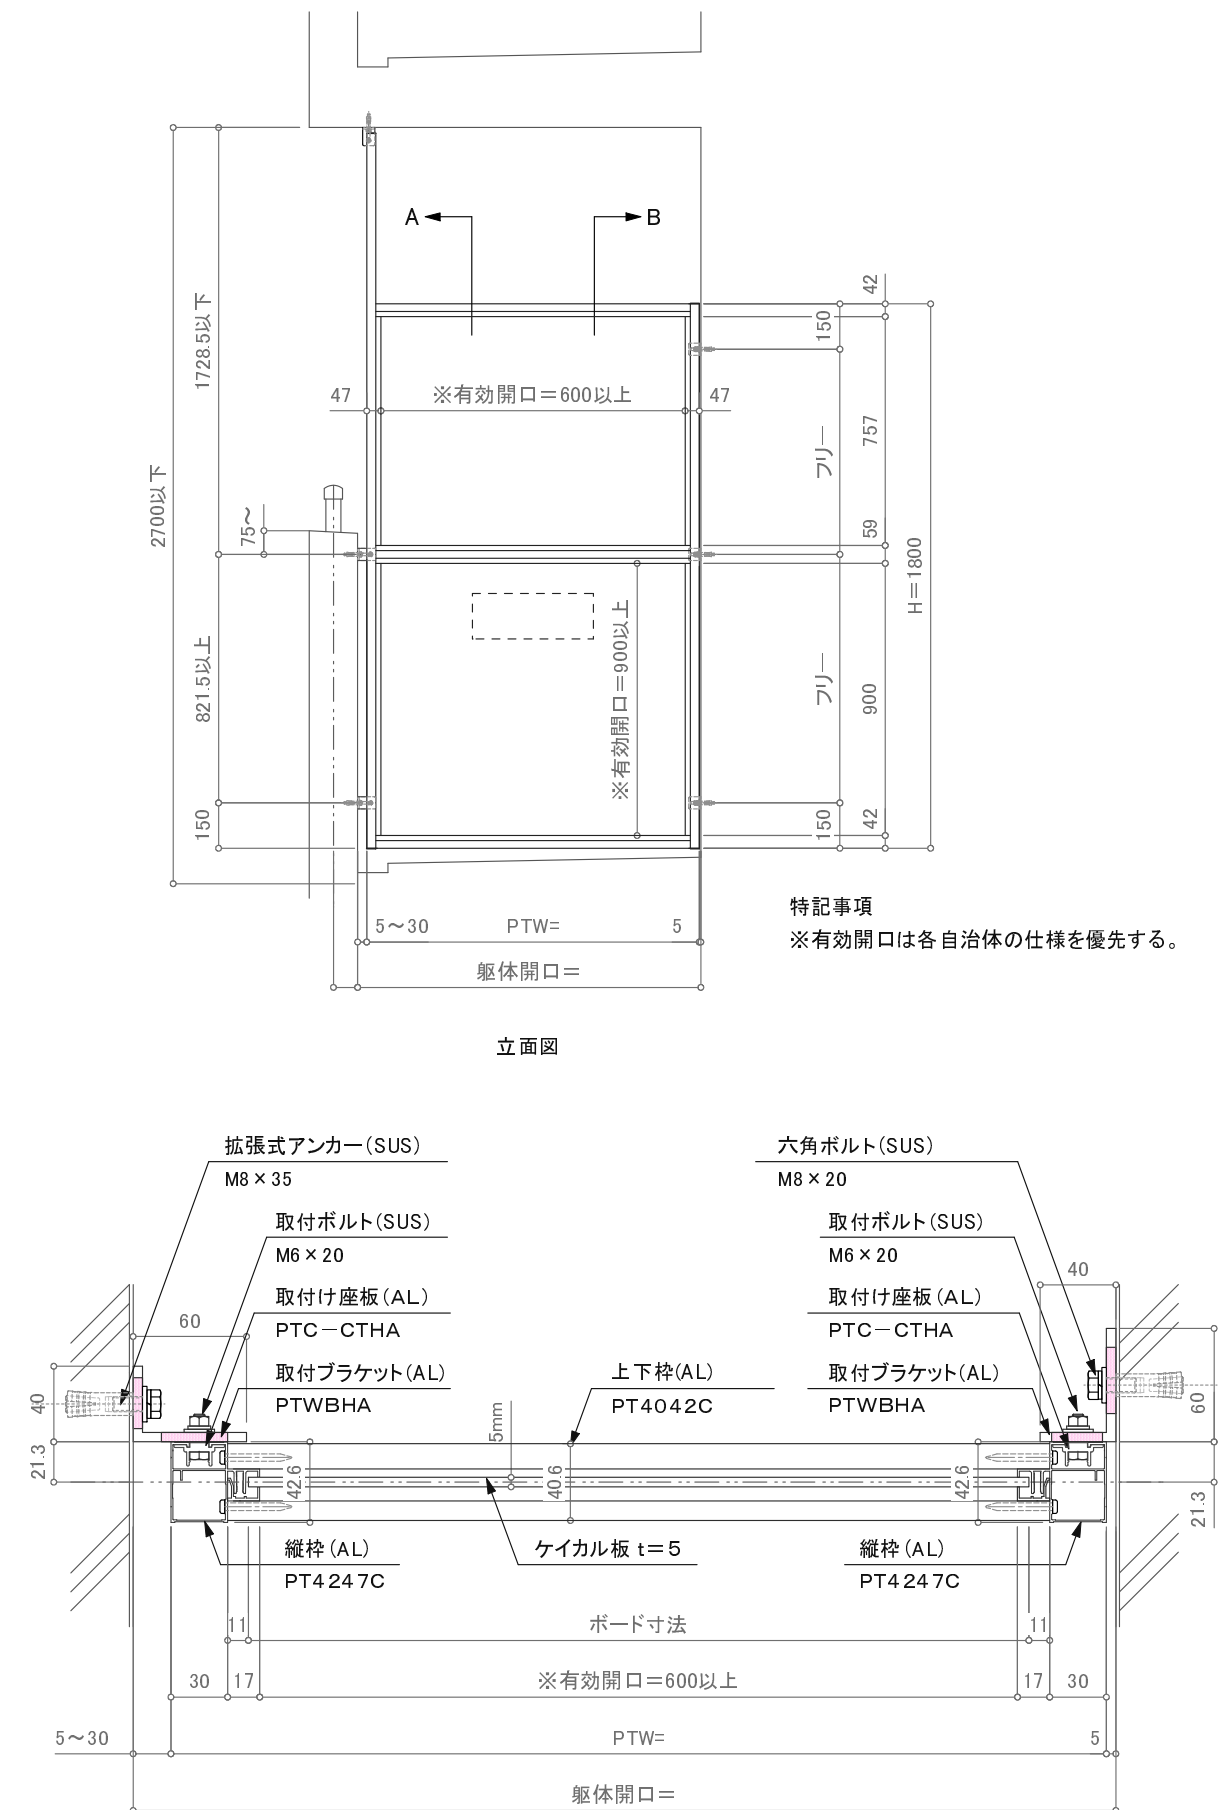 A
B
42
150
1728.5以下
47
※有効開口＝600以上
47
フリー
757
2700以下
75～
59
H＝1800
※有効開口＝900以上
821.5以上
フリー
900
150
150
42
特記事項
※有効開口は各自治体の仕様を優先する。
5～30
PTW=
5
躯体開口＝
立面図
拡張式アンカー(SUS)
M8×35
六角ボルト(SUS)
M8×20
取付ボルト(SUS)
M6×20
取付ボルト(SUS)
M6×20
40
取付け座板(AL)
PTC－CTHA
取付け座板(AL)
PTC－CTHA
60
取付ブラケット(AL)
PTWBHA
上下枠(AL)
PT4042C
取付ブラケット(AL)
PTWBHA
40
60
5mm
21.3
42.6
40.6
42.6
21.3
縦枠(AL)
PT4247C
ケイカル板 t＝5
縦枠(AL)
PT4247C
11
ボード寸法
11
30
17
※有効開口＝600以上
17
30
5～30
PTW=
5
躯体開口＝